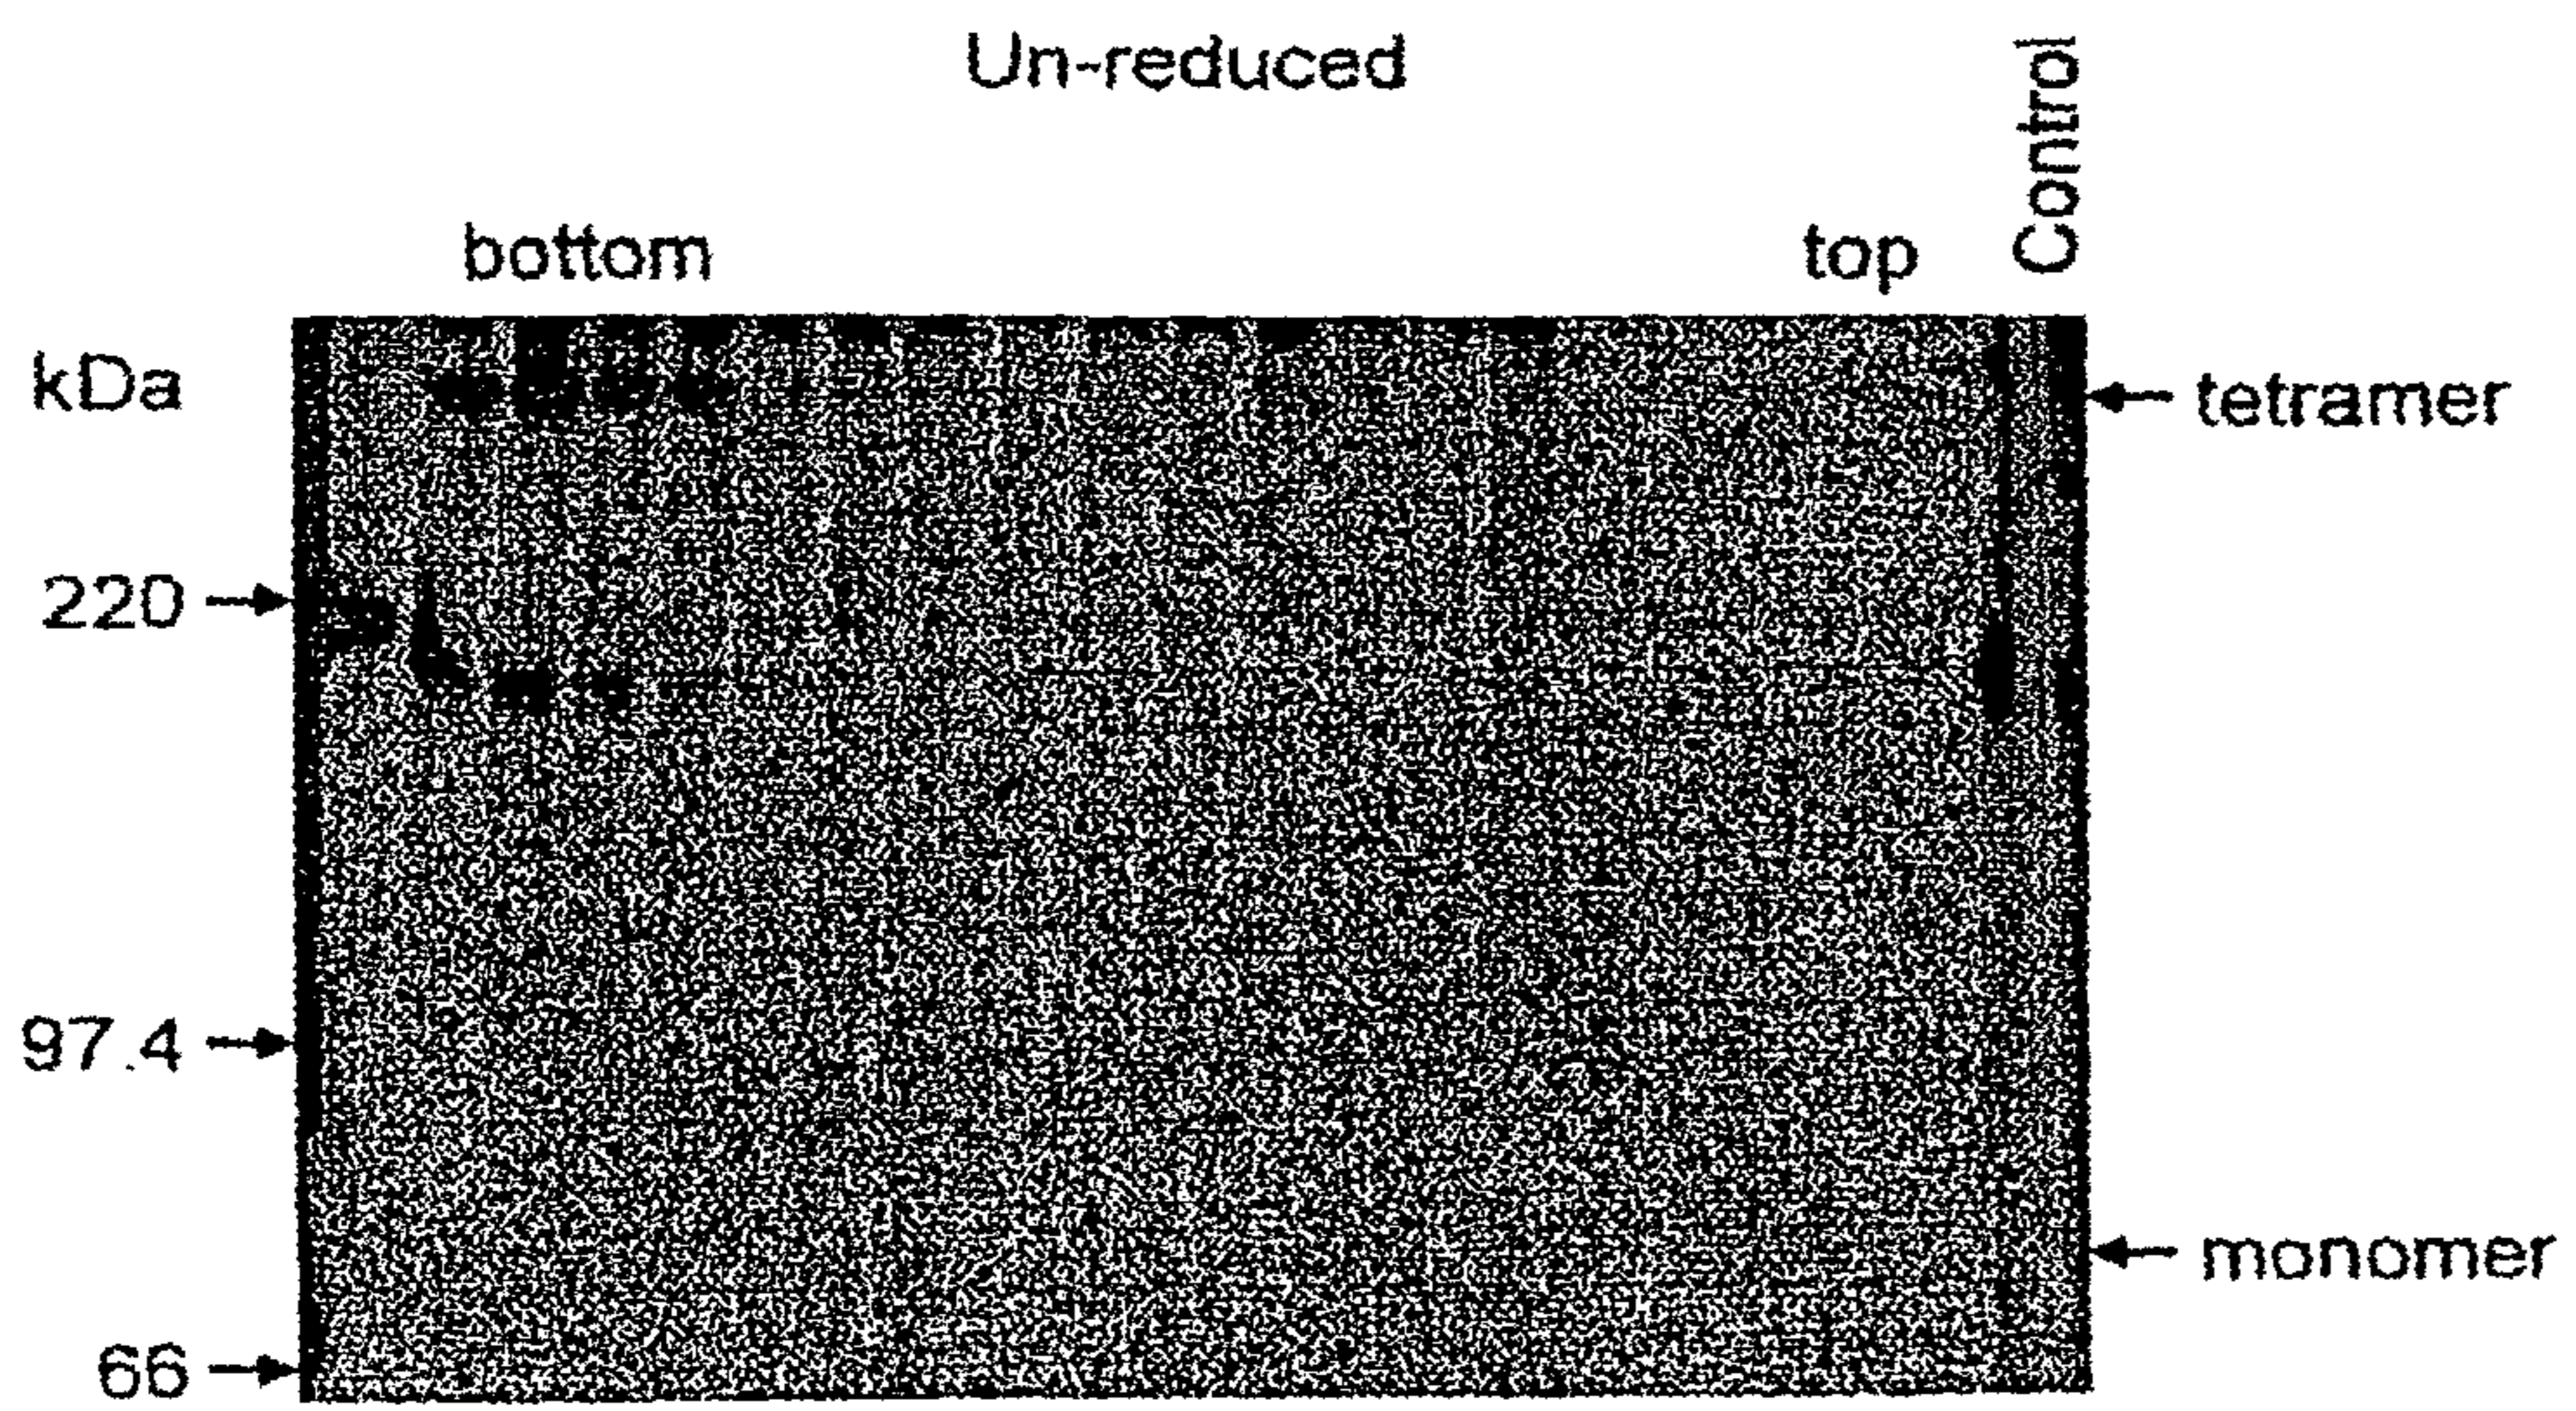 Un-reduced
Control
bottom
top
kDa
tetramer
220
97.4
monomer
66